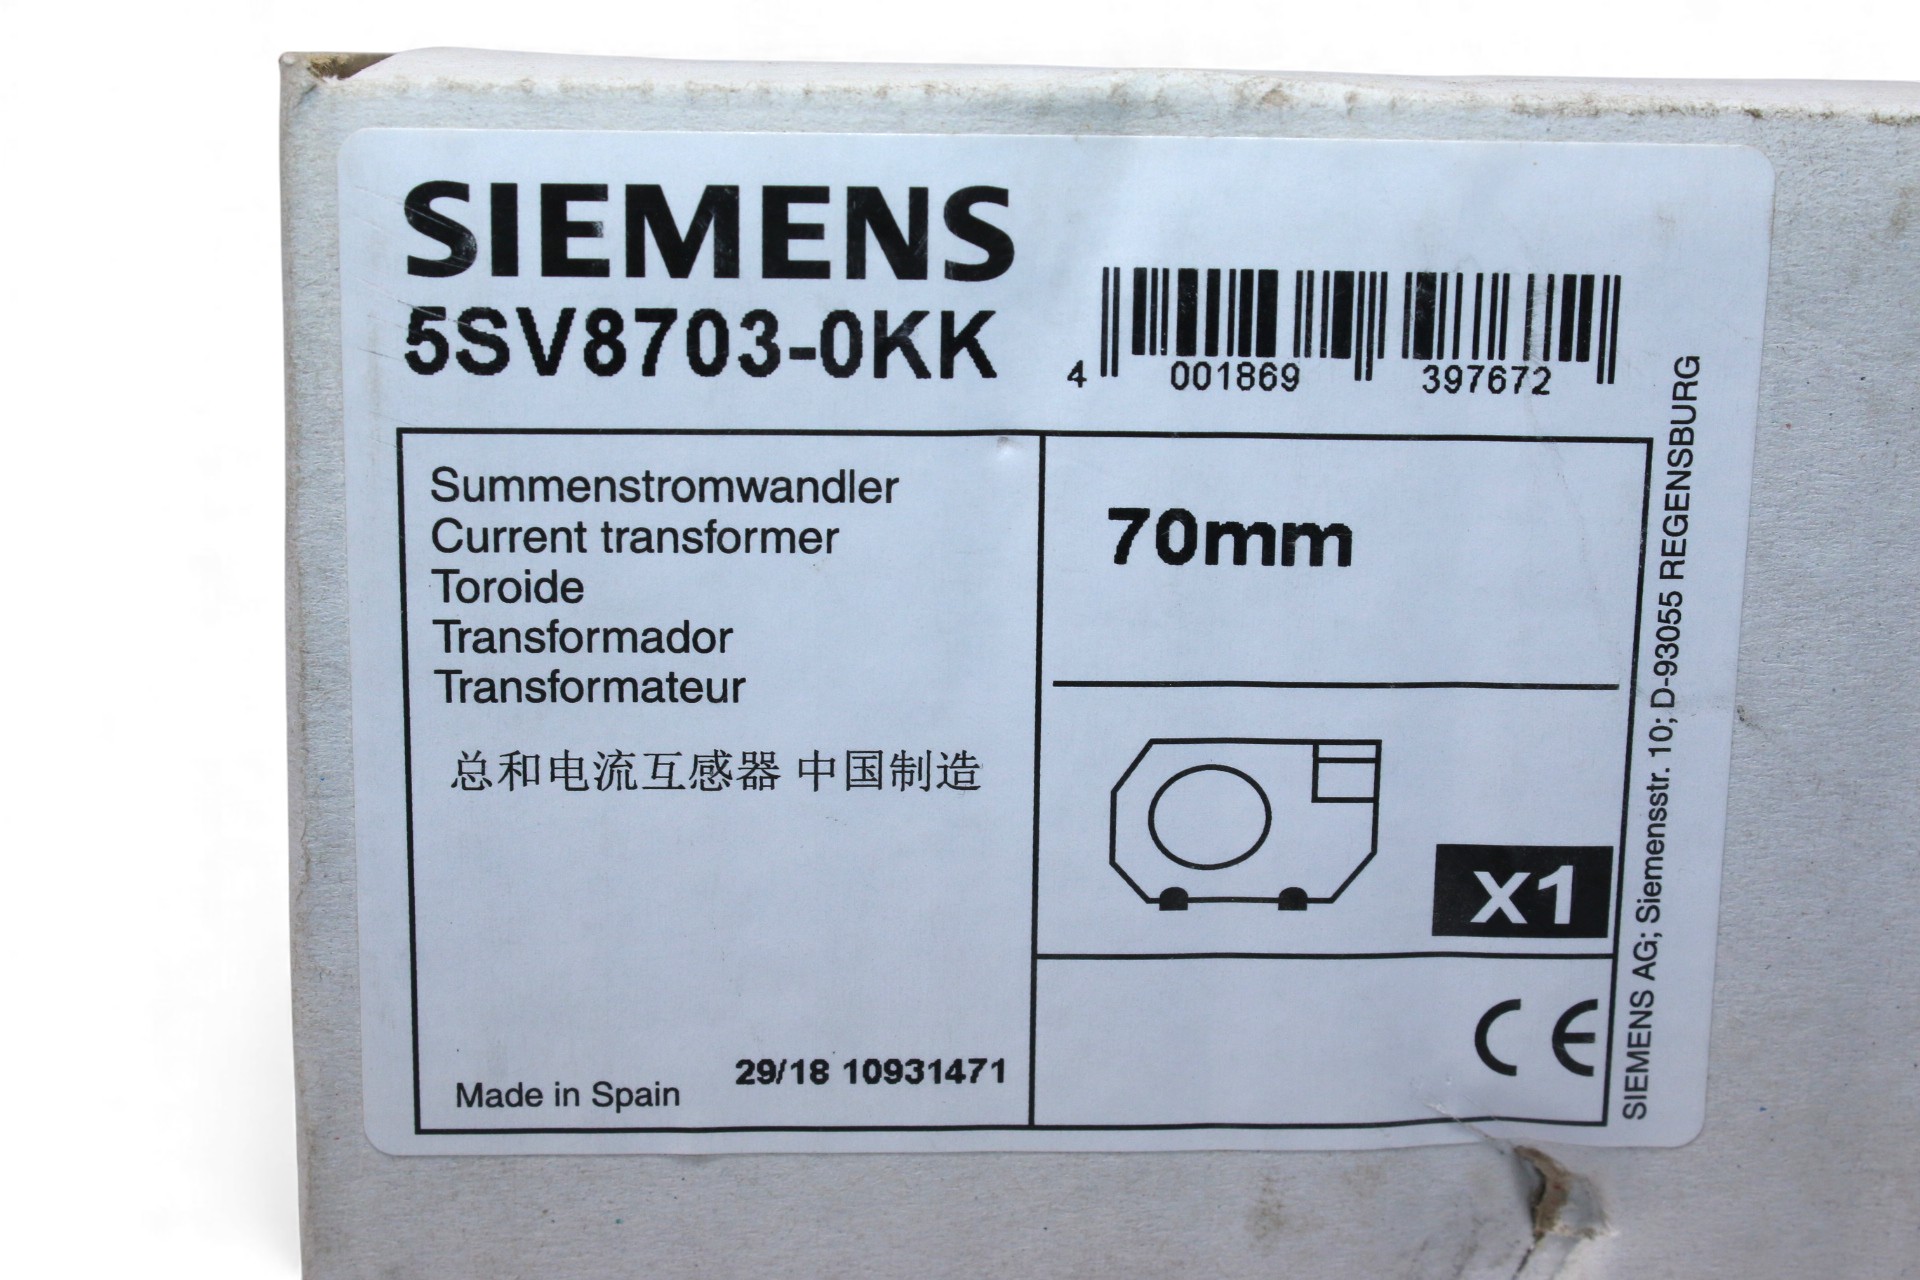 SIEMENS
5SV8703-0KK
4 001869 397672
Summenstromwandler
Current transformer
Toroide
Transformador
Transformateur
总和电流互感器 中国制造
70mm
x1
CE
Made in Spain
29/18 10931471
SIEMENS AG; Siemensstr. 10; D-93055 REGENSBURG